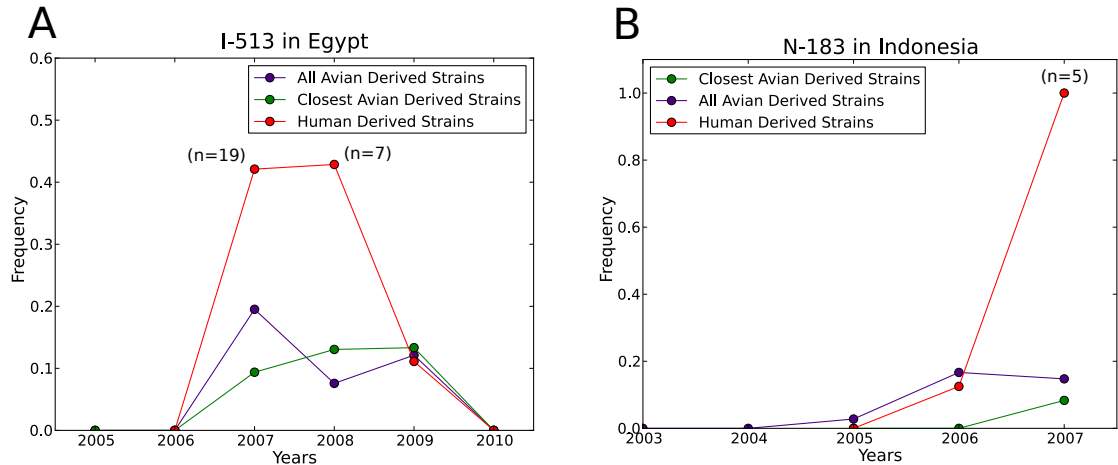 A
I-513 in Egypt
0.6
0.5
0.4
0.3
0.2
0.1
0.0
Frequency
All Avian Derived Strains
Closest Avian Derived Strains
Human Derived Strains
(n=19)
(n=7)
2005 2006 2007 2008 2009 2010
Years
B
N-183 in Indonesia
1.0
0.8
0.6
0.4
0.2
0.0
Frequency
Closest Avian Derived Strains
All Avian Derived Strains
Human Derived Strains
(n=5)
2003 2004 2005 2006 2007
Years